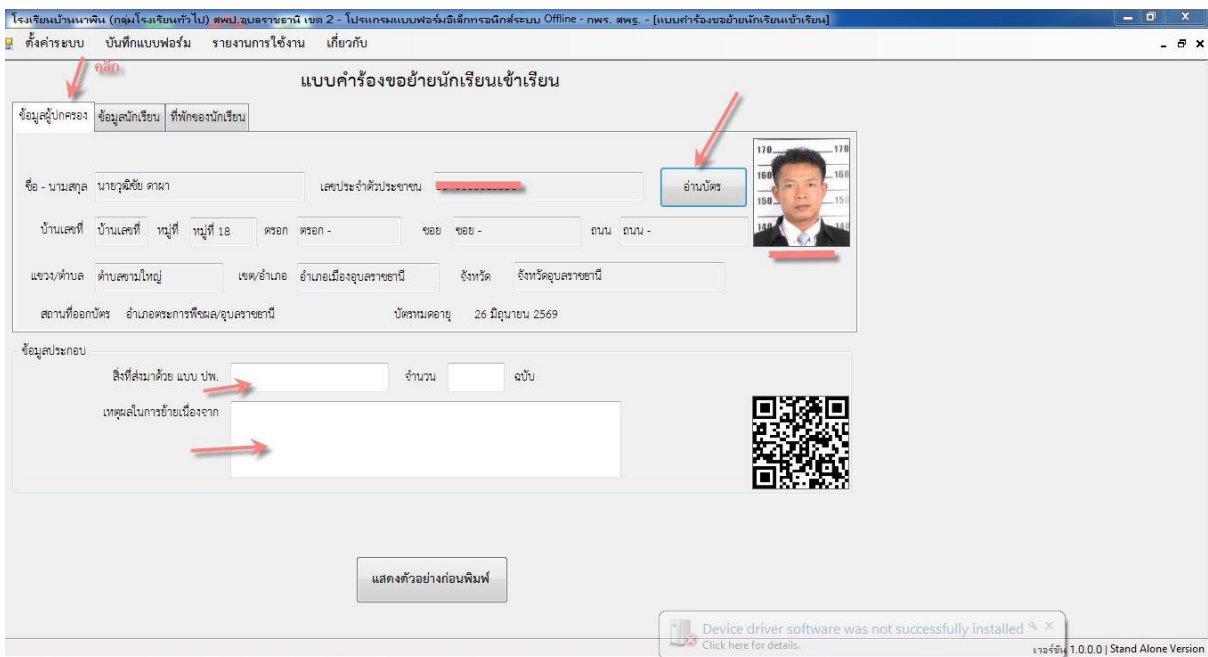 โรงเรียนบ้านนาพิน (กลุ่มโรงเรียนทั่วไป) สพป.อุบลราชธานี เขต 2 - โปรแกรมแบบฟอร์มอิเล็กทรอนิกส์ระบบ Offline - กพร. สพฐ. - [แบบคำร้องขอย้ายนักเรียนเข้าเรียน]
ตั้งค่าระบบ บันทึกแบบฟอร์ม รายงานการใช้งาน เกี่ยวกับ
คลิก
แบบคำร้องขอย้ายนักเรียนเข้าเรียน
ข้อมูลผู้ปกครอง ข้อมูลนักเรียน ที่พักของนักเรียน
170 170
160 160
150 150
140 140
ชื่อ - นามสกุล นายวุฒิชัย ดาผา เลขประจำตัวประชาชน อ่านบัตร
บ้านเลขที่ บ้านเลขที่ หมู่ที่ หมู่ที่ 18 ตรอก ตรอก - ซอย ซอย - ถนน ถนน -
แขวง/ตำบล ตำบลขามใหญ่ เขต/อำเภอ อำเภอเมืองอุบลราชธานี จังหวัด จังหวัดอุบลราชธานี
สถานที่ออกบัตร อำเภอตระการพืชผล/อุบลราชธานี บัตรหมดอายุ 26 มิถุนายน 2569
ข้อมูลประกอบ
สิ่งที่ส่งมาด้วย แบบ ปพ. จำนวน ฉบับ
เหตุผลในการย้ายเนื่องจาก
แสดงตัวอย่างก่อนพิมพ์
Device driver software was not successfully installed
Click here for details.
เวอร์ชัน 1.0.0.0 | Stand Alone Version